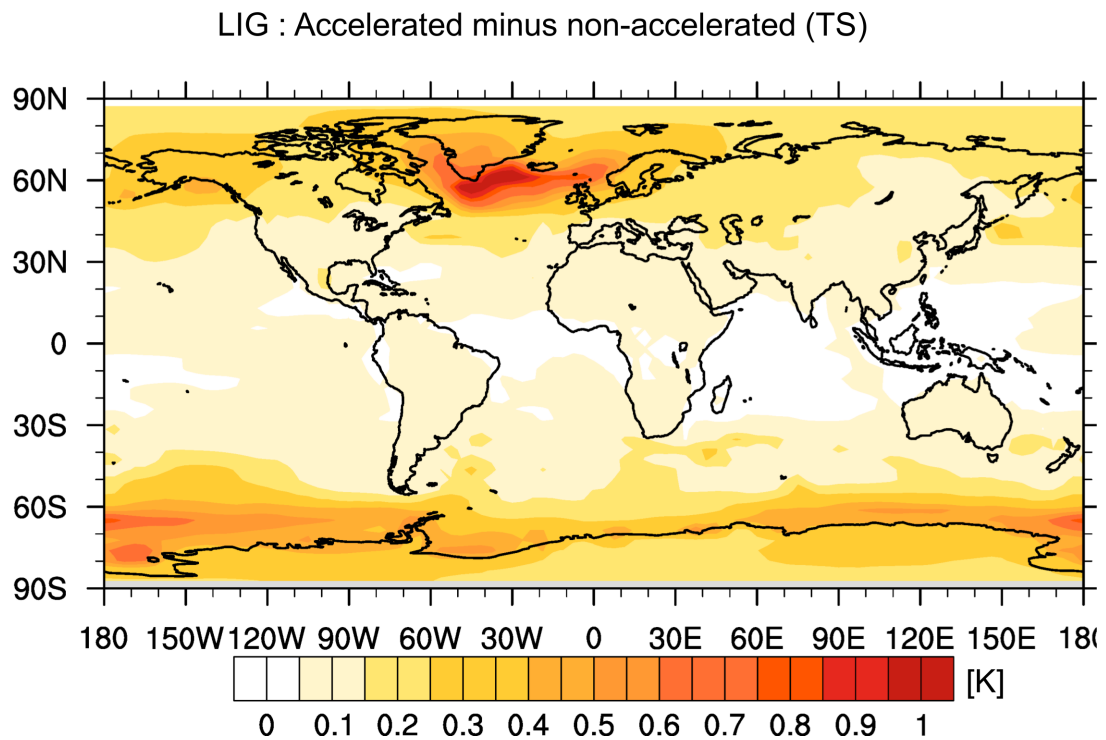 LIG : Accelerated minus non-accelerated (TS)
90N
60N
30N
0
30S
60S
90S
180 150W 120W 90W 60W 30W 0 30E 60E 90E 120E 150E 180
0 0.1 0.2 0.3 0.4 0.5 0.6 0.7 0.8 0.9 1 [K]